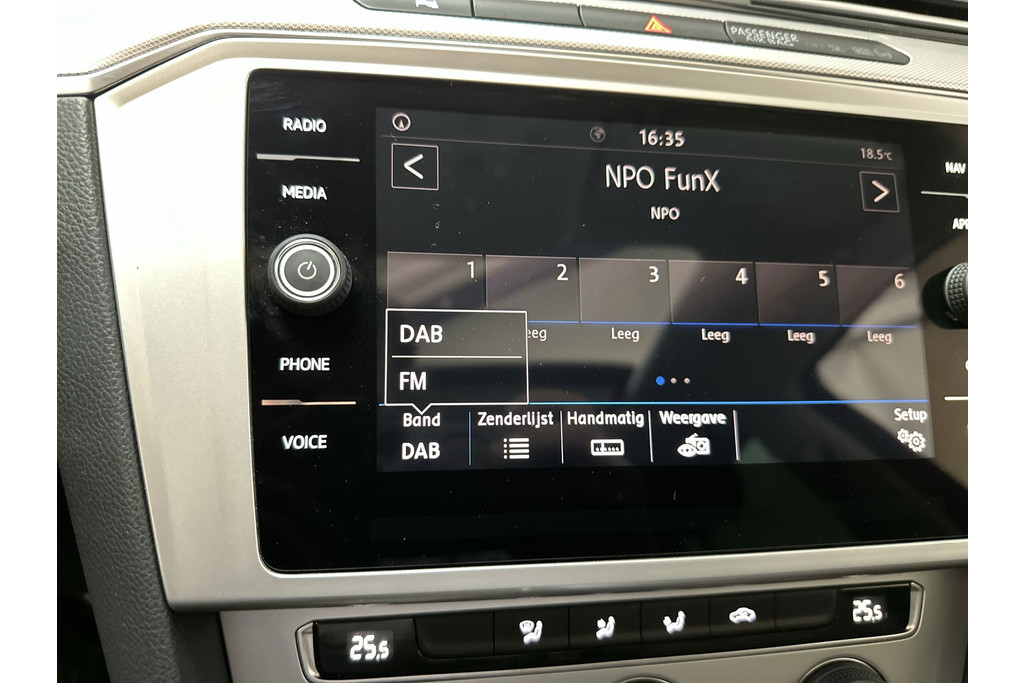 PASSENGER
AIR BAG
RADIO
MEDIA
PHONE
VOICE
NAV
16:35
18.5°C
<
NPO FunX
>
NPO
1 2 3 4 5 6
Leeg Leeg Leeg Leeg
DAB
FM
Band Zenderlijst Handmatig Weergave Setup
DAB
25,5
25,5